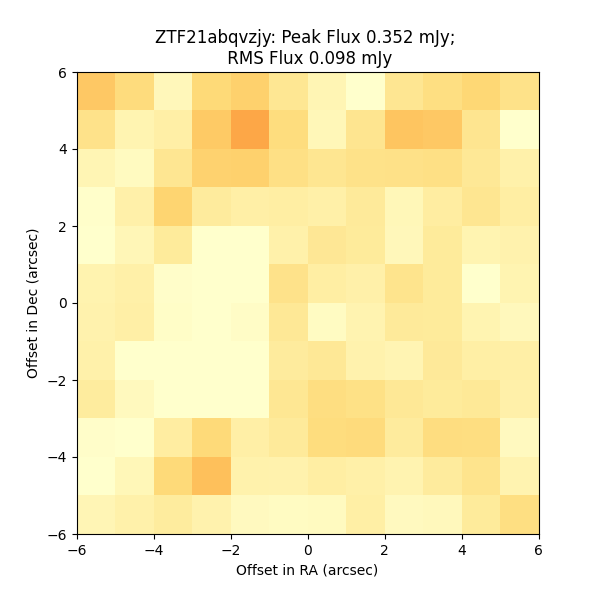 ZTF21abqvzjy: Peak Flux 0.352 mJy;
RMS Flux 0.098 mJy
6
4
2
0
−2
−4
−6
Offset in Dec (arcsec)
−6 −4 −2 0 2 4 6
Offset in RA (arcsec)